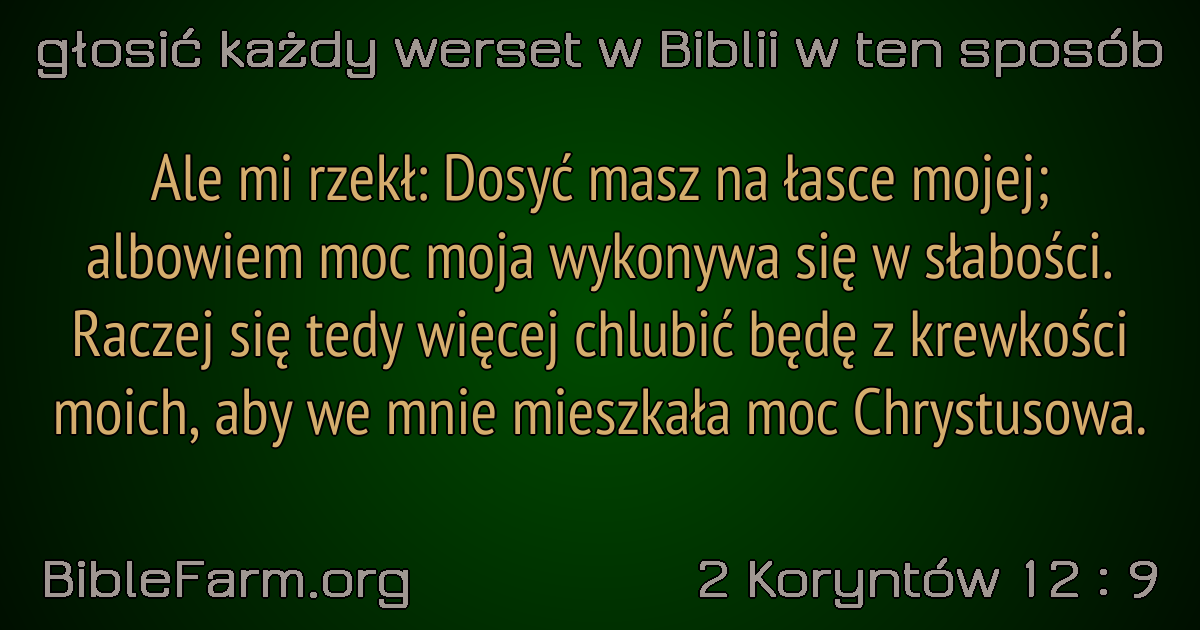 głosić każdy werset w Biblii w ten sposób
Ale mi rzekł: Dosyć masz na łasce mojej;
albowiem moc moja wykonywa się w słabości.
Raczej się tedy więcej chlubić będę z krewkości
moich, aby we mnie mieszkała moc Chrystusowa.
BibleFarm.org
2 Koryntów 12 : 9